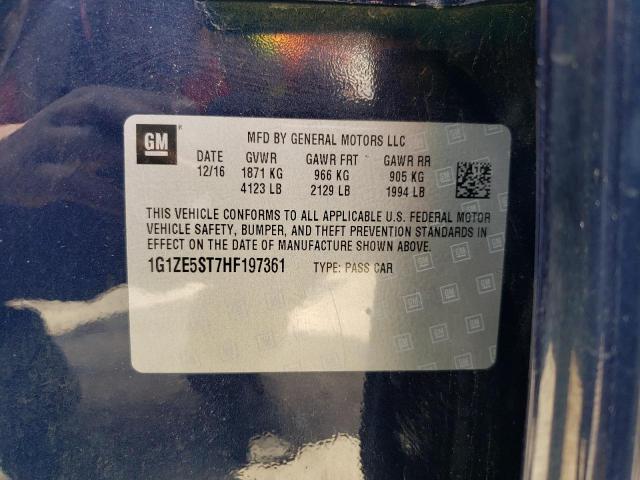 GM
MFD BY GENERAL MOTORS LLC
DATE GVWR GAWR FRT GAWR RR
12/16 1871 KG 966 KG 905 KG
4123 LB 2129 LB 1994 LB
THIS VEHICLE CONFORMS TO ALL APPLICABLE U.S. FEDERAL MOTOR
VEHICLE SAFETY, BUMPER, AND THEFT PREVENTION STANDARDS
IN EFFECT ON THE DATE OF MANUFACTURE SHOWN ABOVE.
1G1ZE5ST7HF197361 TYPE: PASS CAR